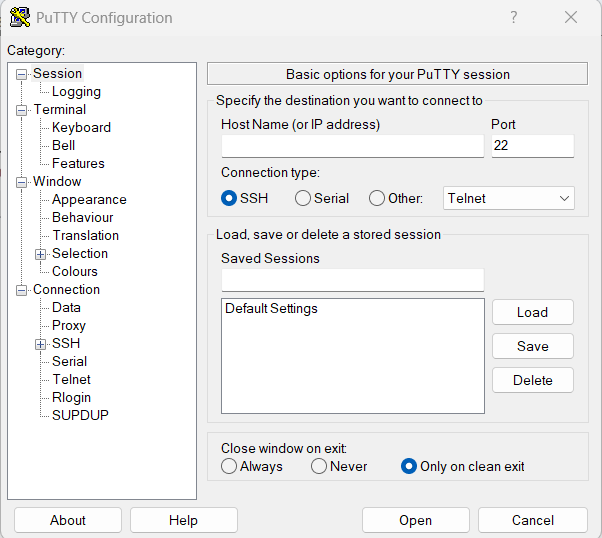 PuTTY Configuration
?
Category:
Session
Logging
Terminal
Keyboard
Bell
Features
Window
Appearance
Behaviour
Translation
Selection
Colours
Connection
Data
Proxy
SSH
Serial
Telnet
Rlogin
SUPDUP
Basic options for your PuTTY session
Specify the destination you want to connect to
Host Name (or IP address) Port
22
Connection type:
SSH Serial Other: Telnet
Load, save or delete a stored session
Saved Sessions
Default Settings
Load
Save
Delete
Close window on exit:
Always Never Only on clean exit
About Help Open Cancel